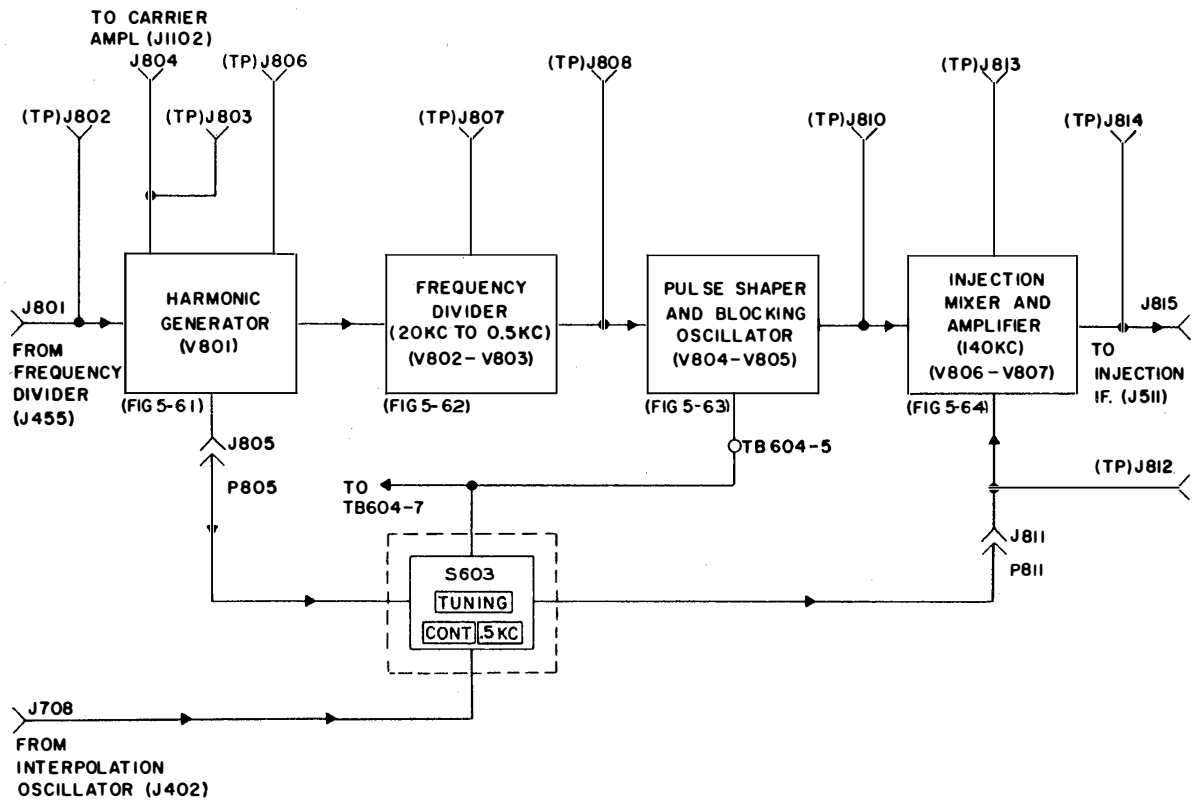 TO CARRIER
AMPL (J1102)
J804
(TP)J806
(TP)J808
(TP)J813
(TP)J802
(TP)J803
(TP)J807
(TP)J810
(TP)J814
J801
FROM
FREQUENCY
DIVIDER
(J455)
HARMONIC
GENERATOR
(V801)
(FIG 5-61)
FREQUENCY
DIVIDER
(20KC TO 0.5KC)
(V802-V803)
(FIG 5-62)
PULSE SHAPER
AND BLOCKING
OSCILLATOR
(V804-V805)
(FIG 5-63)
INJECTION
MIXER AND
AMPLIFIER
(140KC)
(V806-V807)
(FIG 5-64)
J815
TO
INJECTION
IF. (J511)
J805
P805
TB604-5
TO
TB604-7
(TP)J812
J811
P811
S603
TUNING
CONT .5KC
J708
FROM
INTERPOLATION
OSCILLATOR (J402)